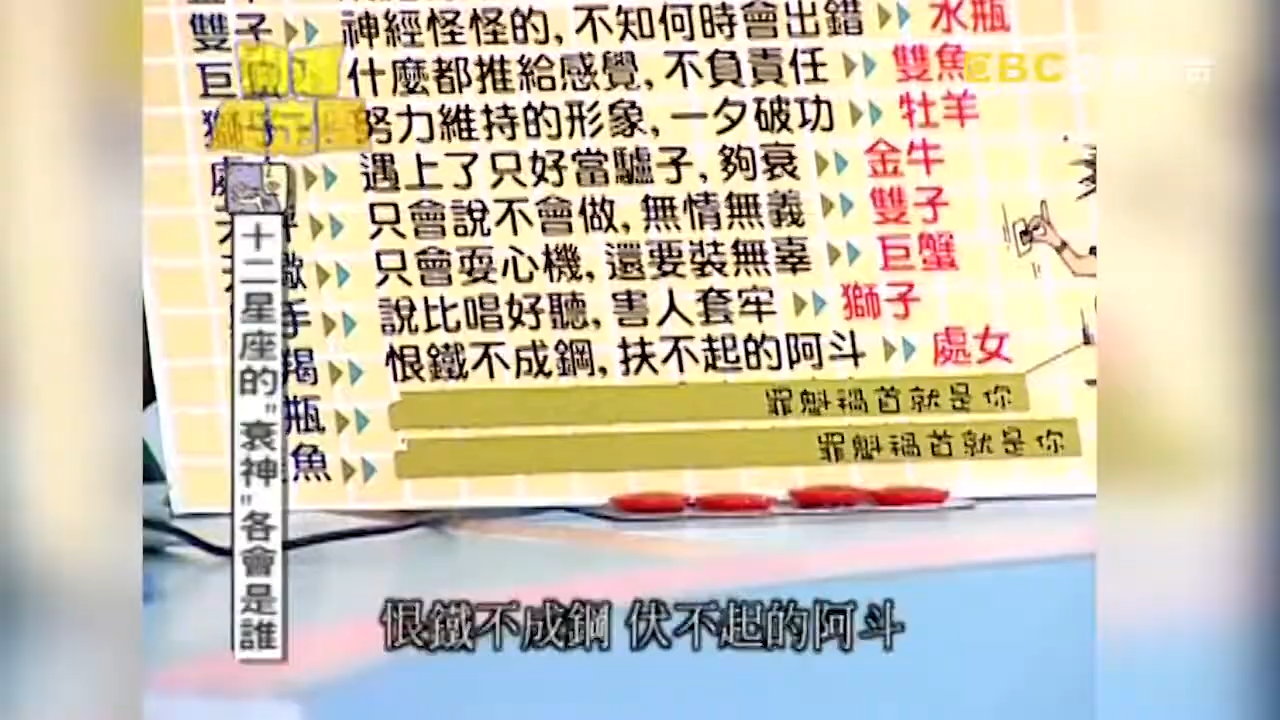 雙子 神經怪怪的,不知何時會出錯 水瓶
巨 什麼都推給感覺,不負責任 雙魚
獅子 努力維持的形象,一夕破功 牡羊
處 遇上了只好當驢子,夠衰 金牛
只會說不會做,無情無義 雙子
只會耍心機,還要裝無辜 巨蟹
手 說比唱好聽,害人套牢 獅子
羯 恨鐵不成鋼,扶不起的阿斗 處女
瓶 罪魁禍首就是你
魚 罪魁禍首就是你
EBC
十二星座的"衰神"各會是誰
恨鐵不成鋼 伏不起的阿斗